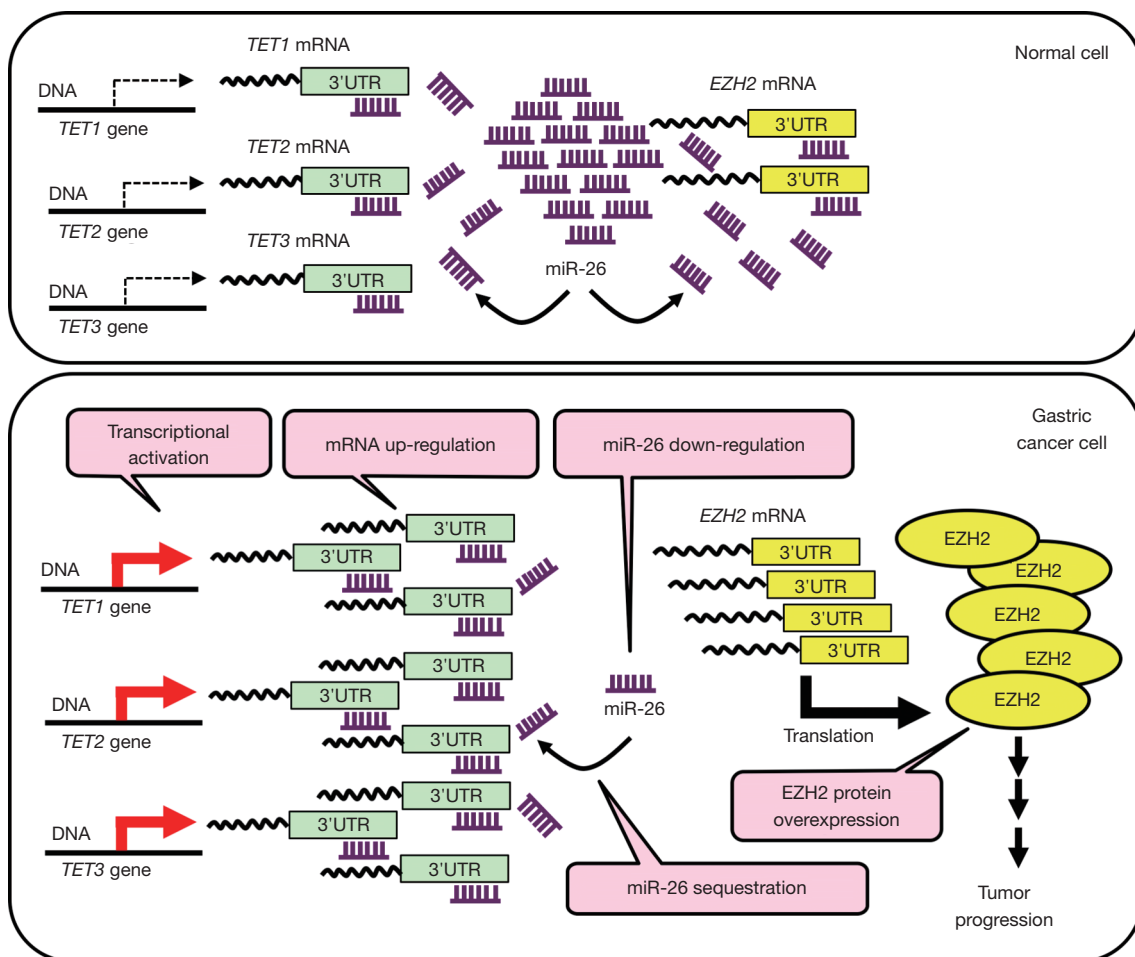 Normal cell
TET1 mRNA
DNA
3'UTR
TET1 gene
EZH2 mRNA
3'UTR
TET2 mRNA
DNA
3'UTR
3'UTR
TET2 gene
TET3 mRNA
DNA
3'UTR
miR-26
TET3 gene
Gastric
cancer cell
Transcriptional
activation
mRNA up-regulation
miR-26 down-regulation
EZH2 mRNA
DNA
TET1 gene
3'UTR
3'UTR
3'UTR
DNA
TET2 gene
3'UTR
3'UTR
3'UTR
DNA
TET3 gene
3'UTR
3'UTR
3'UTR
miR-26
3'UTR
3'UTR
3'UTR
3'UTR
EZH2
EZH2
EZH2
EZH2
EZH2
Translation
EZH2 protein
overexpression
miR-26 sequestration
Tumor
progression